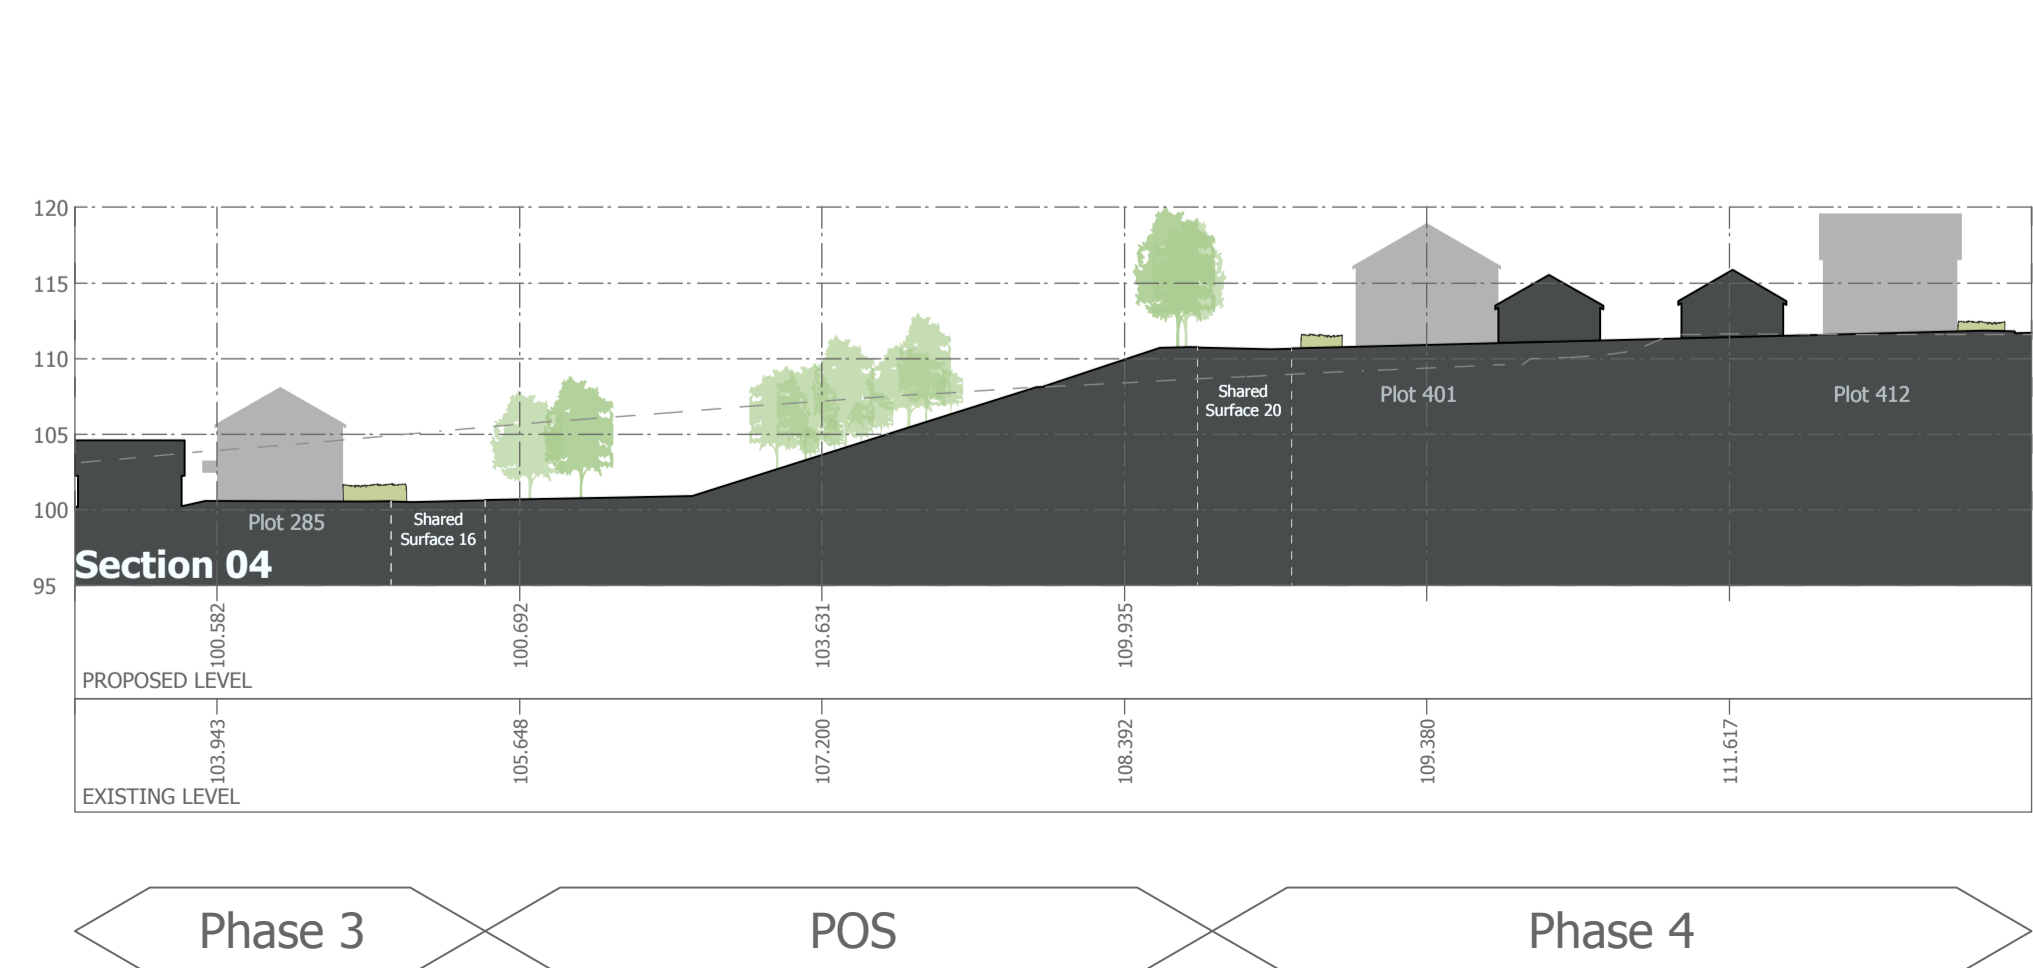 120
115
110
105
100
95
Shared
Surface 20
Plot 401
Plot 412
Plot 285
Shared
Surface 16
Section 04
100.582
100.692
103.631
109.935
PROPOSED LEVEL
103.943
105.648
107.200
108.392
109.380
111.617
EXISTING LEVEL
Phase 3
POS
Phase 4